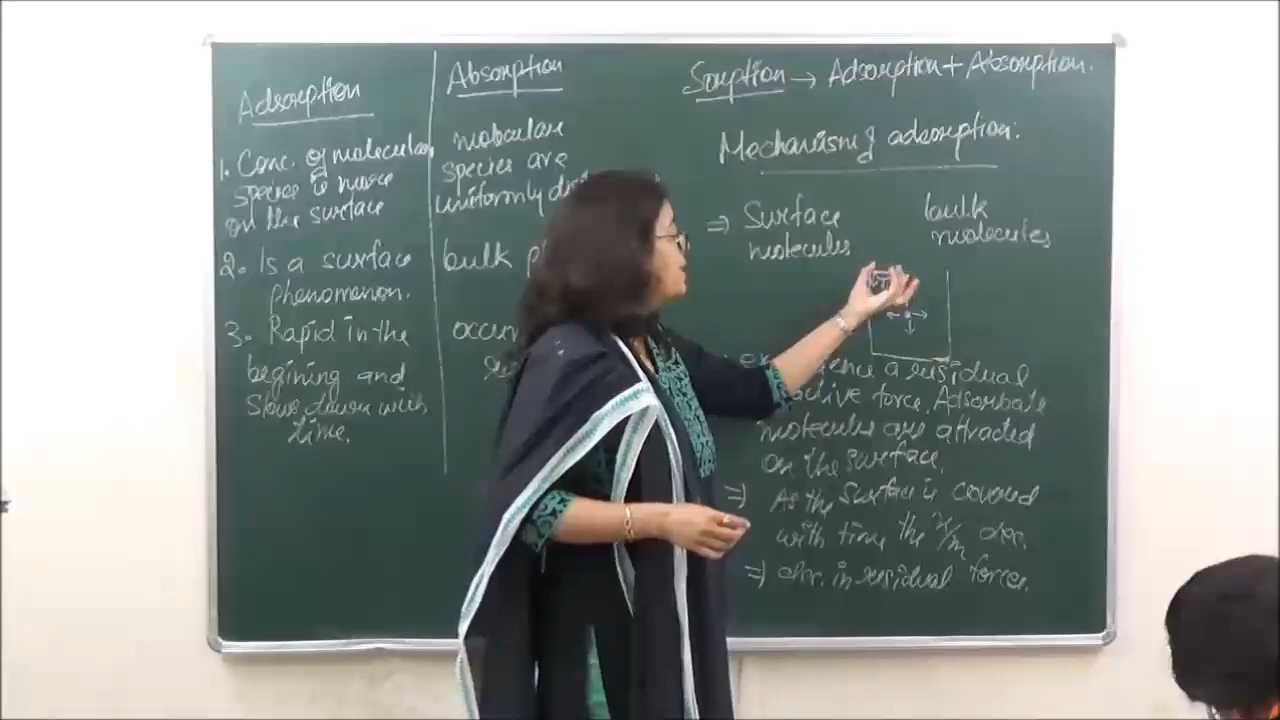 Adsorption
1. Conc. of molecular
species is more
on the surface
2. Is a surface
phenomenon.
3. Rapid in the
begining and
slows down with
time.
Absorption
molecular
species are
uniformly
bulk
Sorption → Adsorption + Absorption.
Mechanism of adsorption:
⇒ Surface
molecules
bulk
molecules
a residual
force. Adsorbate
molecules are attracted
on the surface.
⇒ As the surface is covered
with time the x/m dec.
⇒ in residual force.